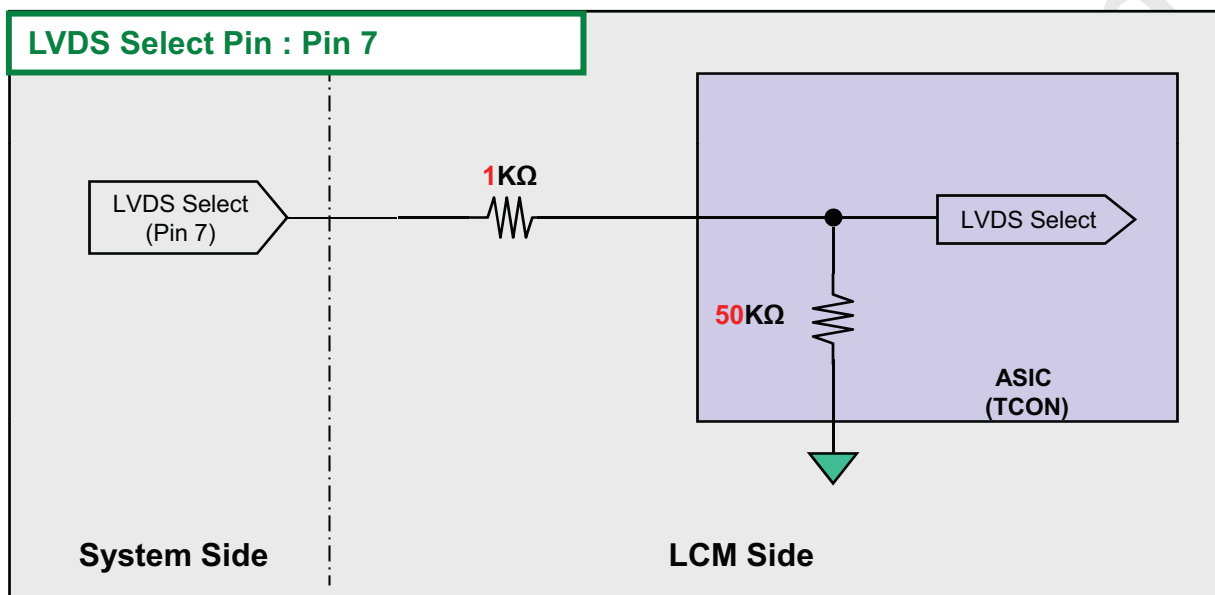 LVDS Select Pin : Pin 7
1KΩ
LVDS Select
(Pin 7)
LVDS Select
50KΩ
ASIC
(TCON)
System Side
LCM Side